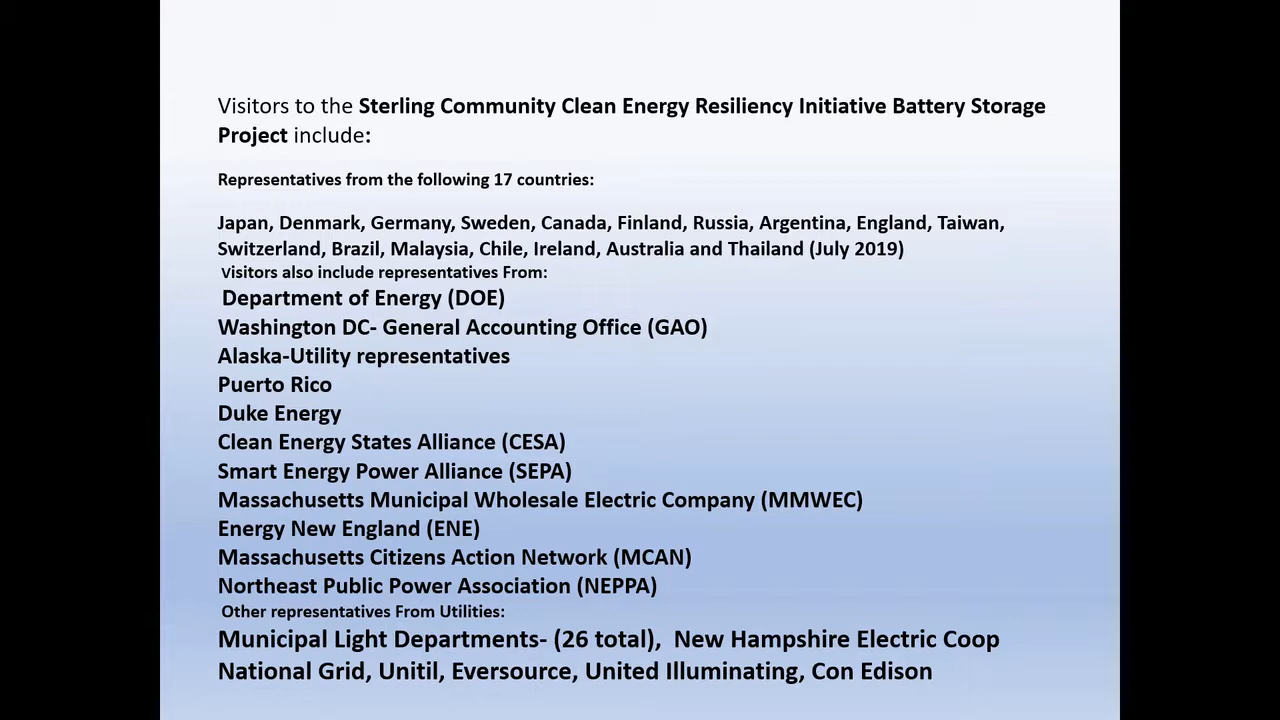 Visitors to the Sterling Community Clean Energy Resiliency Initiative Battery Storage
Project include:
Representatives from the following 17 countries:
Japan, Denmark, Germany, Sweden, Canada, Finland, Russia, Argentina, England, Taiwan,
Switzerland, Brazil, Malaysia, Chile, Ireland, Australia and Thailand (July 2019)
Visitors also include representatives From:
Department of Energy (DOE)
Washington DC- General Accounting Office (GAO)
Alaska-Utility representatives
Puerto Rico
Duke Energy
Clean Energy States Alliance (CESA)
Smart Energy Power Alliance (SEPA)
Massachusetts Municipal Wholesale Electric Company (MMWEC)
Energy New England (ENE)
Massachusetts Citizens Action Network (MCAN)
Northeast Public Power Association (NEPPA)
Other representatives From Utilities:
Municipal Light Departments- (26 total), New Hampshire Electric Coop
National Grid, Unitil, Eversource, United Illuminating, Con Edison